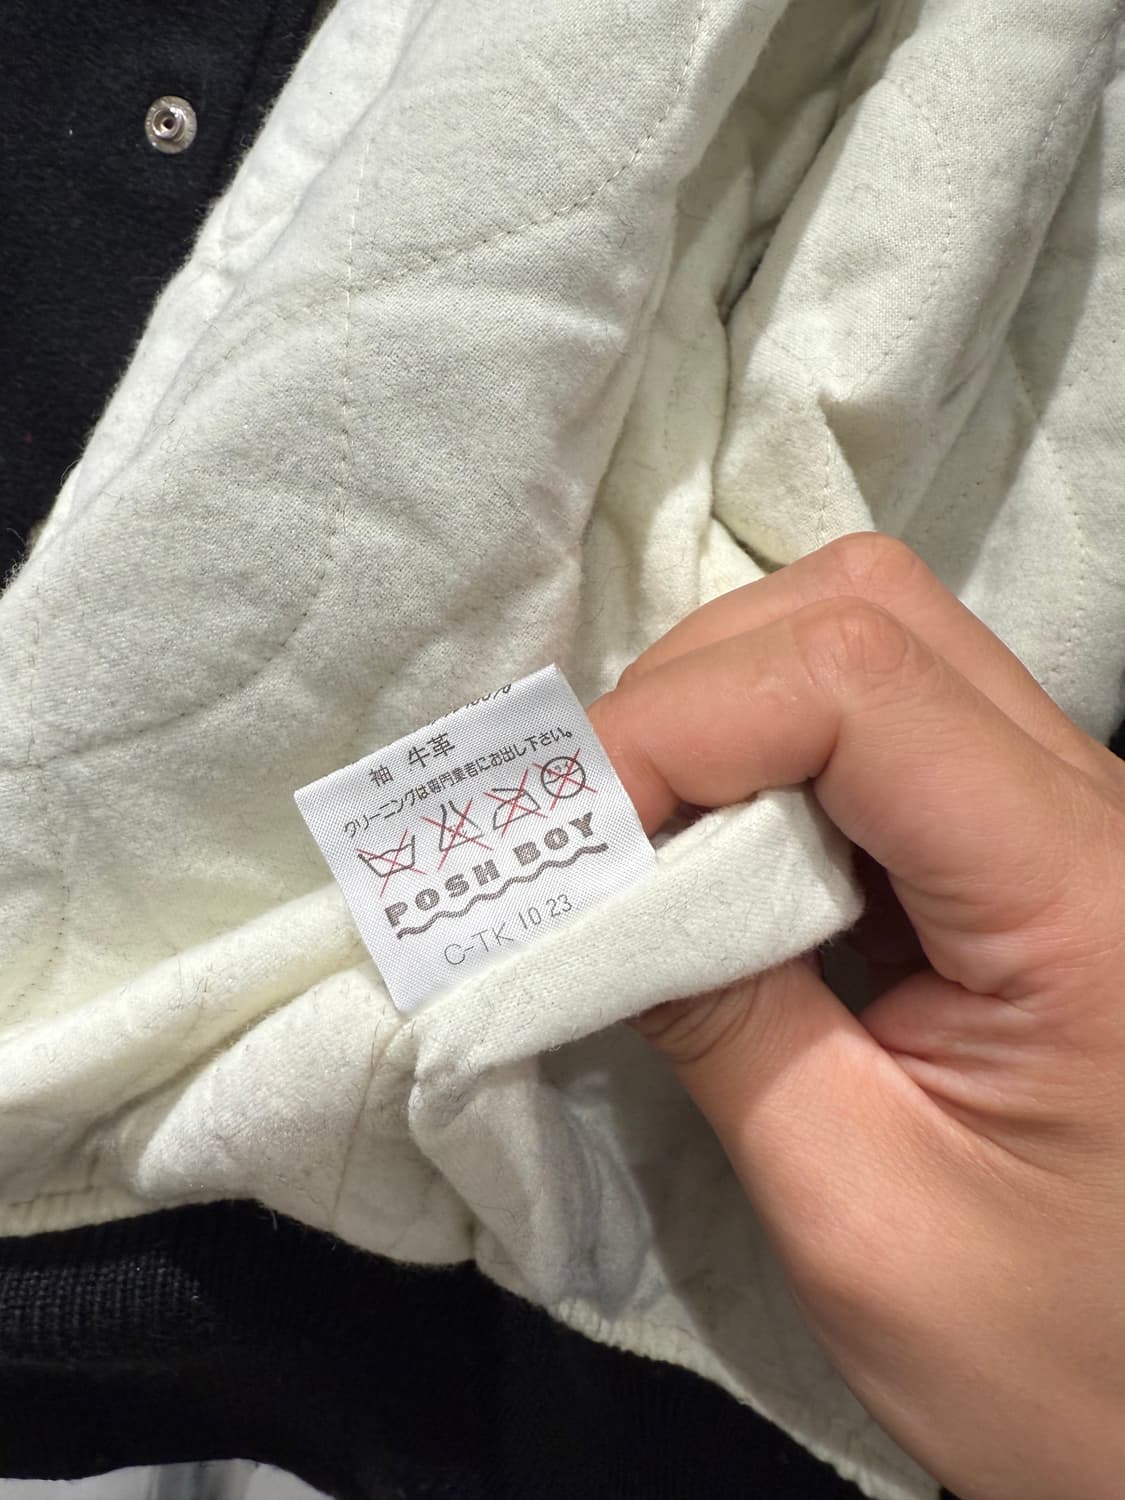 100%
袖 牛革
クリーニングは専門業者にお出し下さい。
POSH BOY
C-TK 10 23